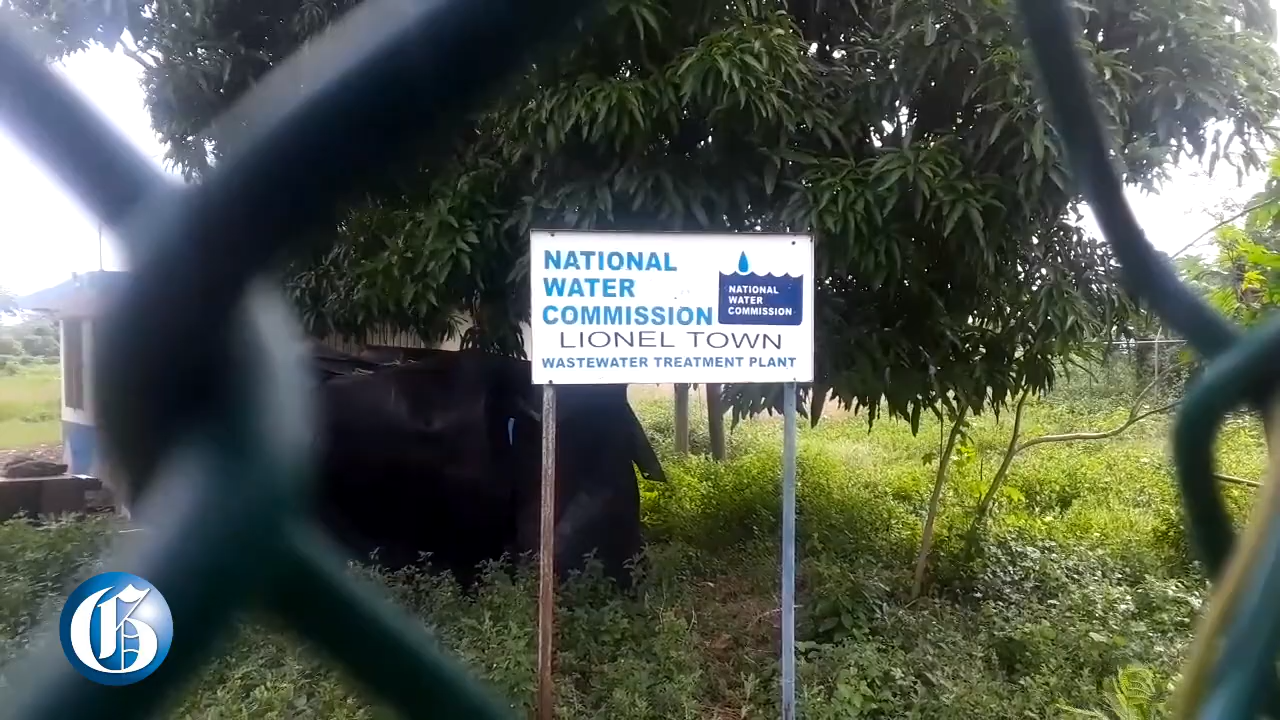 NATIONAL
WATER
COMMISSION
NATIONAL
WATER
COMMISSION
LIONEL TOWN
WASTEWATER TREATMENT PLANT
G